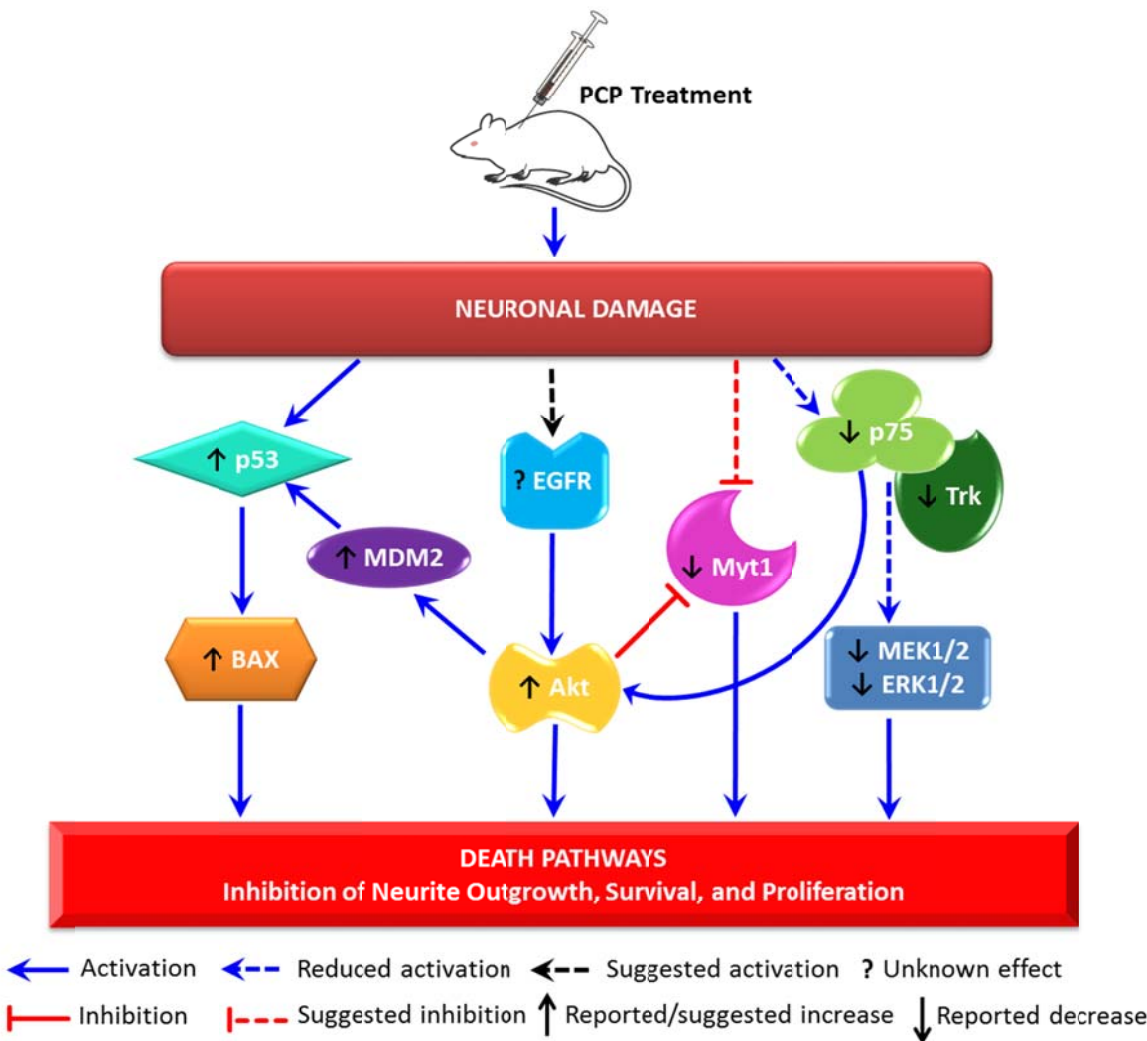 PCP Treatment
NEURONAL DAMAGE
↑ p53
? EGFR
↓ p75
↓ Trk
↑ MDM2
↓ Myt1
↑ BAX
↑ Akt
↓ MEK1/2
↓ ERK1/2
DEATH PATHWAYS
Inhibition of Neurite Outgrowth, Survival, and Proliferation
Activation
Reduced activation
Suggested activation
? Unknown effect
Inhibition
Suggested inhibition
↑ Reported/suggested increase
↓ Reported decrease